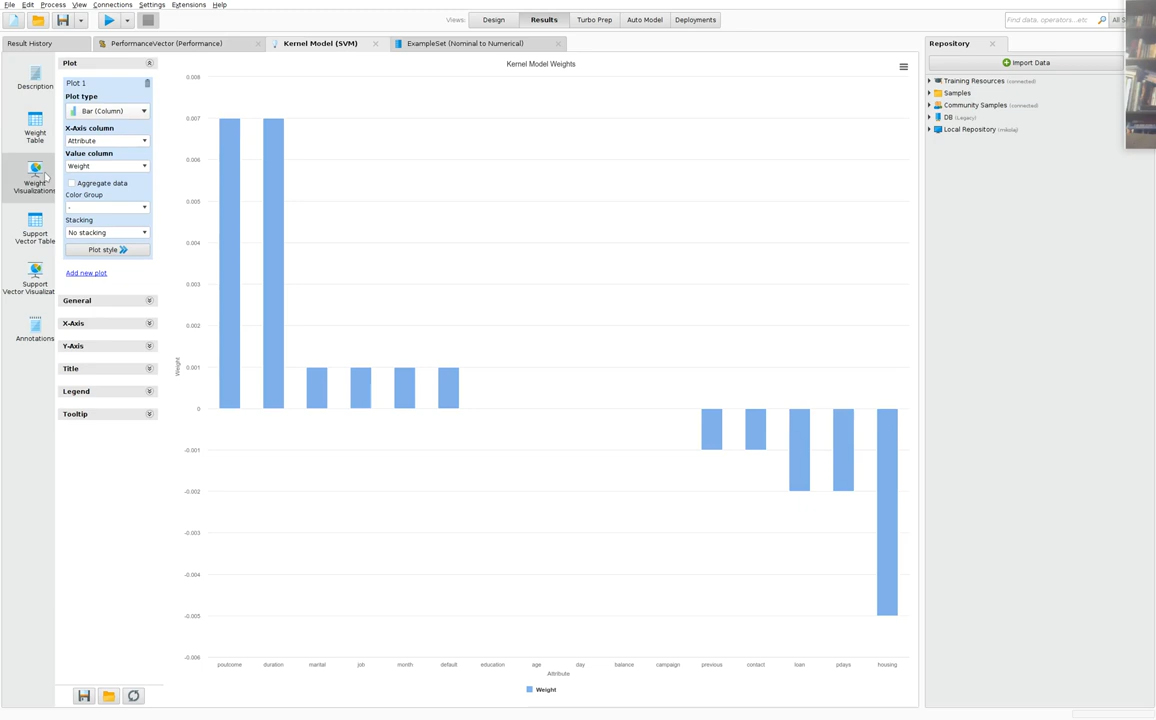 File Edit Process View Connections Settings Extensions Help
Views: Design Results Turbo Prep Auto Model Deployments
Find data, operators...etc
All S
Result History
PerformanceVector (Performance)
Kernel Model (SVM)
ExampleSet (Nominal to Numerical)
Description
Weight
Table
Weight
Visualizations
Support
Vector Table
Support
Vector Visualizat
Annotations
Plot
Plot 1
Plot type
Bar (Column)
X-Axis column
Attribute
Value column
Weight
Aggregate data
Color Group
-
Stacking
No stacking
Plot style
Add new plot
General
X-Axis
Y-Axis
Title
Legend
Tooltip
Kernel Model Weights
0.008
0.007
0.006
0.005
0.004
0.003
0.002
0.001
0
-0.001
-0.002
-0.003
-0.004
-0.005
-0.006
Weight
poutcome duration marital job month default education age day balance campaign previous contact loan pdays housing
Attribute
Weight
Repository
Import Data
Training Resources (connected)
Samples
Community Samples (connected)
DB (Legacy)
Local Repository (mikolaj)